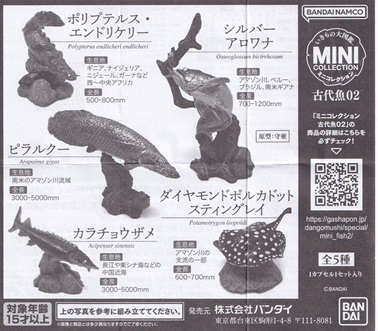 ポリプテルス・
エンドリケリー
Polypterus endlicheri endlicheri
生息地
ギニア、ナイジェリア、
ニジェール、ガーナなど
西〜中央アフリカ
全長
500-800mm
シルバー
アロワナ
Osteoglossum bicirrhosum
生息地
アマゾン川、ペルー、
ブラジル、南米ギアナ
全長
700-1200mm
原型:守亜
ピラルクー
Arapaima gigas
生息地
南米のアマゾン川流域
全長
3000-5000mm
ダイヤモンドポルカドット
スティングレイ
Potamotrygon leopoldi
生息地
アマゾン川の
支流の一部
全長
600-700mm
カラチョウザメ
Acipenser sinensis
生息地
長江や東シナ海などの
中国近海
全長
3000-5000mm
BANDAI NAMCO
いきもの大図鑑
MINI
COLLECTION
ミニコレクション
古代魚02
「ミニコレクション
古代魚02」の
商品の詳細はこちらを
必ずチェック!
https://gashapon.jp/
dangomushi/special/
mini_fish2/
全5種
1カプセル1セット入り
©BANDAI
対象年齢
15才以上
上の写真を参考に組み立ててください。
発売元 株式会社バンダイ
東京都台東区駒形1-4-8 〒111-8081
BAN
DAI